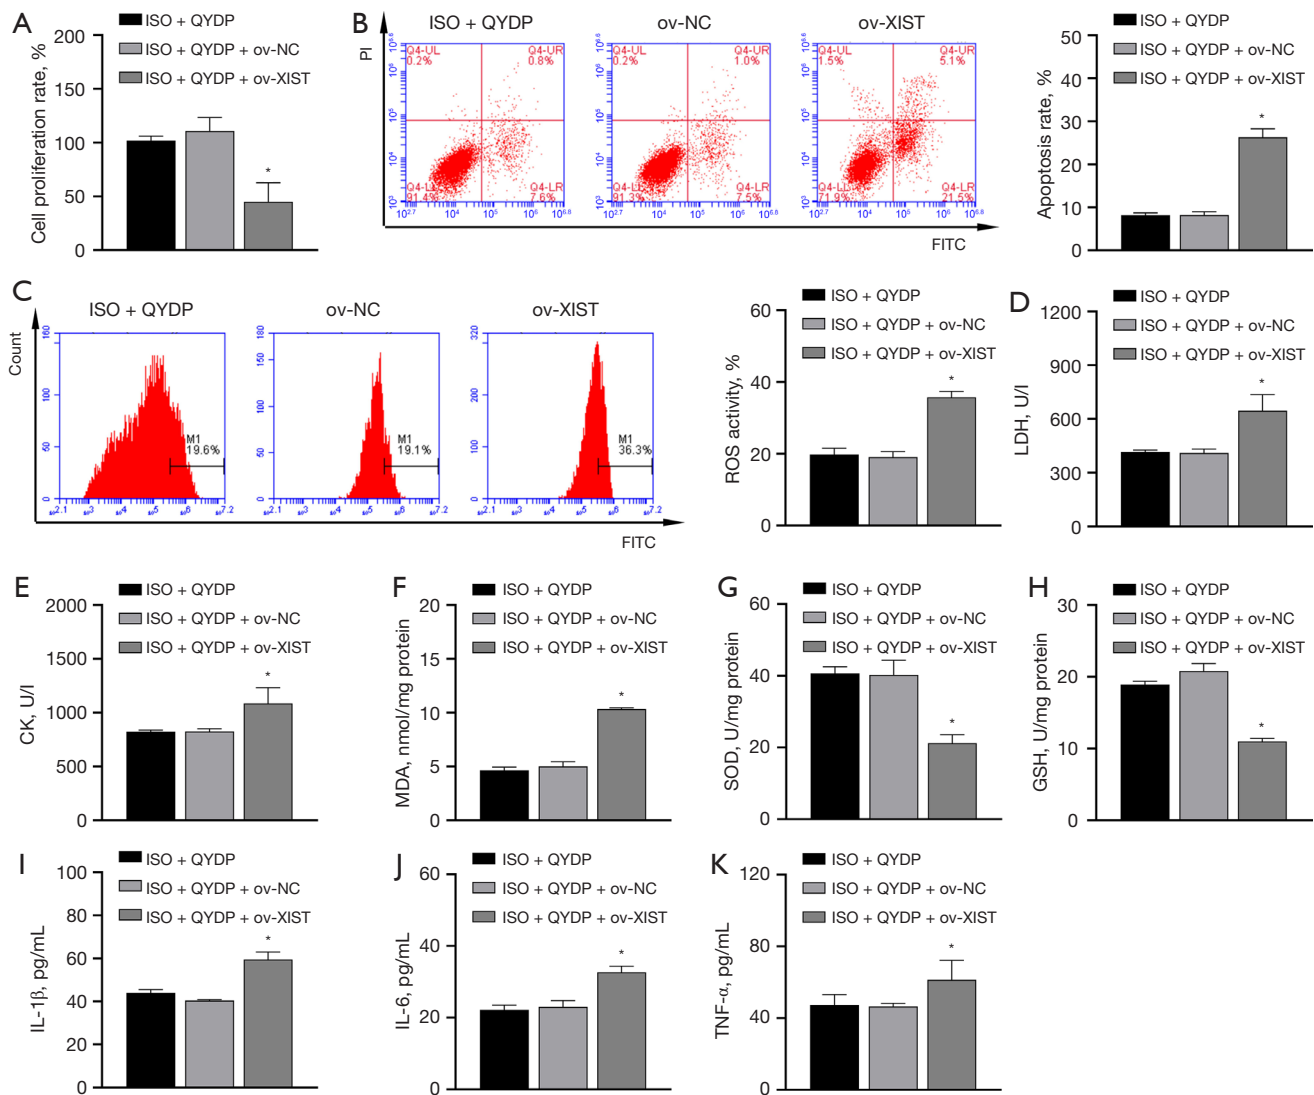 A
ISO + QYDP
ISO + QYDP + ov-NC
ISO + QYDP + ov-XIST
Cell proliferation rate, %
200
150
100
50
0
*
B
ISO + QYDP
ov-NC
ov-XIST
PI
Q4-UL
0.2%
Q4-UR
0.8%
Q4-LL
91.4%
Q4-LR
7.6%
Q4-UL
0.2%
Q4-UR
1.0%
Q4-LL
91.3%
Q4-LR
7.5%
Q4-UL
1.5%
Q4-UR
5.1%
Q4-LL
71.9%
Q4-LR
21.5%
FITC
ISO + QYDP
ISO + QYDP + ov-NC
ISO + QYDP + ov-XIST
Apoptosis rate, %
50
40
30
20
10
0
*
C
ISO + QYDP
ov-NC
ov-XIST
Count
M1
19.6%
M1
19.1%
M1
36.3%
FITC
ISO + QYDP
ISO + QYDP + ov-NC
ISO + QYDP + ov-XIST
ROS activity, %
60
40
20
0
*
D
ISO + QYDP
ISO + QYDP + ov-NC
ISO + QYDP + ov-XIST
LDH, U/l
1200
900
600
300
0
*
E
ISO + QYDP
ISO + QYDP + ov-NC
ISO + QYDP + ov-XIST
CK, U/l
2000
1500
1000
500
0
*
F
ISO + QYDP
ISO + QYDP + ov-NC
ISO + QYDP + ov-XIST
MDA, nmol/mg protein
20
15
10
5
0
*
G
ISO + QYDP
ISO + QYDP + ov-NC
ISO + QYDP + ov-XIST
SOD, U/mg protein
60
40
20
0
*
H
ISO + QYDP
ISO + QYDP + ov-NC
ISO + QYDP + ov-XIST
GSH, U/mg protein
30
20
10
0
*
I
ISO + QYDP
ISO + QYDP + ov-NC
ISO + QYDP + ov-XIST
IL-1β, pg/mL
100
80
60
40
20
0
*
J
ISO + QYDP
ISO + QYDP + ov-NC
ISO + QYDP + ov-XIST
IL-6, pg/mL
60
40
20
0
*
K
ISO + QYDP
ISO + QYDP + ov-NC
ISO + QYDP + ov-XIST
TNF-α, pg/mL
120
80
40
0
*